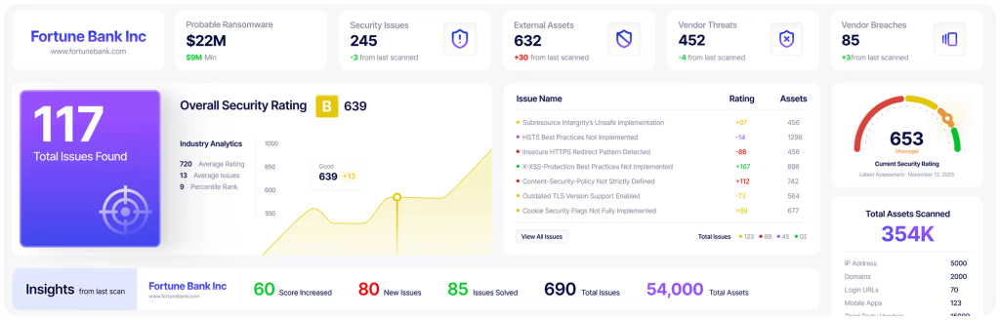 Fortune Bank Inc
www.fortunebank.com
Probable Ransomware
$22M
$9M Min
Security Issues
245
-3 from last scanned
External Assets
632
+30 from last scanned
Vendor Threats
452
-4 from last scanned
Vendor Breaches
85
+3 from last scanned
117
Total Issues Found
Overall Security Rating B 639
Industry Analytics
720 Average Rating
13 Average Issues
9 Percentile Rank
1000
850
600
350
Good
639 +13
Issue Name Rating Assets
Subresource Intergrity's Unsafe Implementation +97 456
HSTS Best Practices Not Implemented -14 1298
Insecure HTTPS Redirect Pattern Detected -88 456
X-XSS-Protection Best Practices Not Implemented +167 898
Content-Security-Policy Not Strictly Defined +112 742
Outdated TLS Version Support Enabled -73 564
Cookie Security Flags Not Fully Implemented +89 677
View All Issues
Total Issues 123 89 45 02
653
(Average)
Current Security Rating
Latest Assessment : November 12, 2025
Total Assets Scanned
354K
IP Address 5000
Domains 2000
Login URLs 70
Mobile Apps 123
Third Party Vendors 15000
Insights from last scan
Fortune Bank Inc
www.fortunebank.com
60 Score Increased
80 New Issues
85 Issues Solved
690 Total Issues
54,000 Total Assets